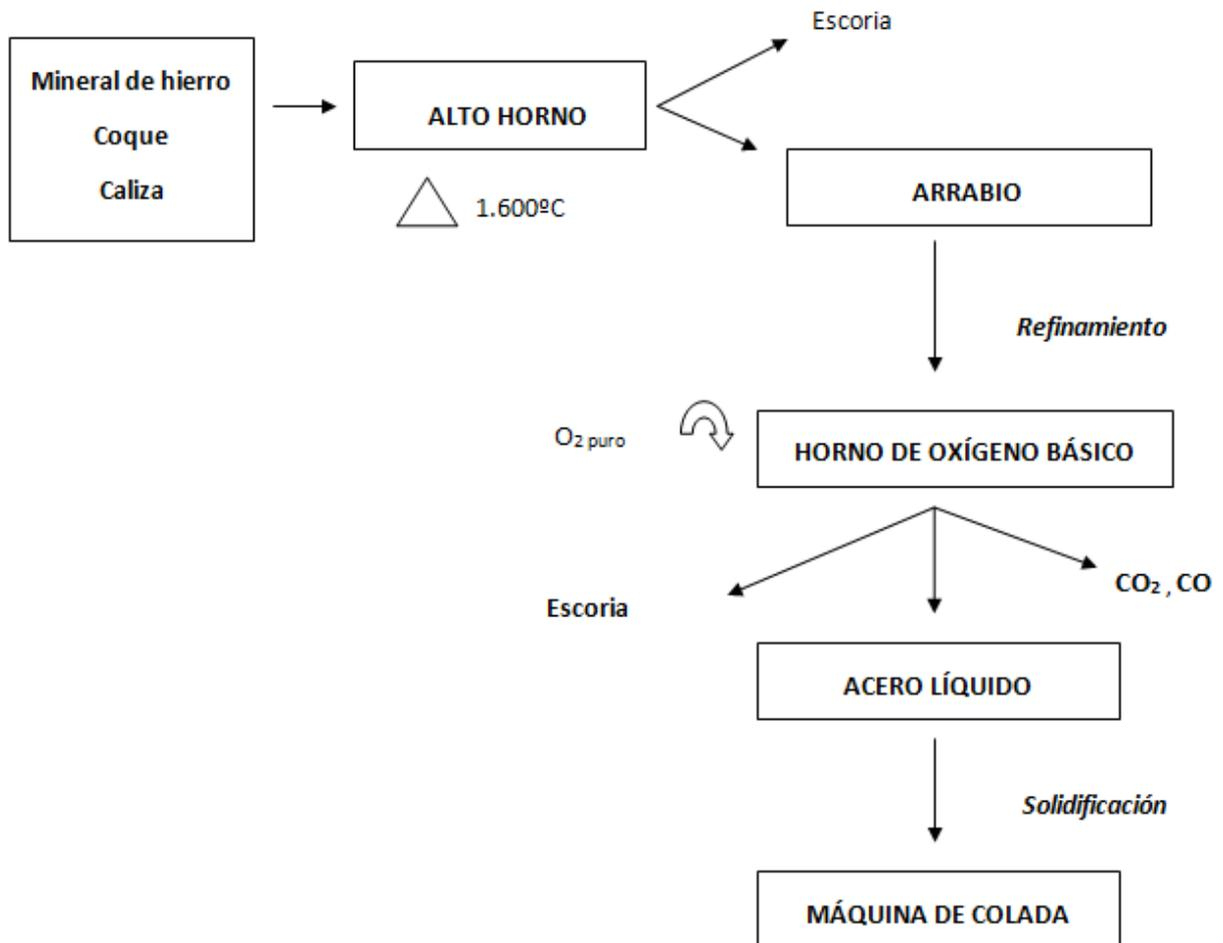 Escoria
Mineral de hierro
Coque
Caliza
ALTO HORNO
1.600ºC
ARRABIO
Refinamiento
O₂ puro
HORNO DE OXÍGENO BÁSICO
Escoria
CO₂ , CO
ACERO LÍQUIDO
Solidificación
MÁQUINA DE COLADA